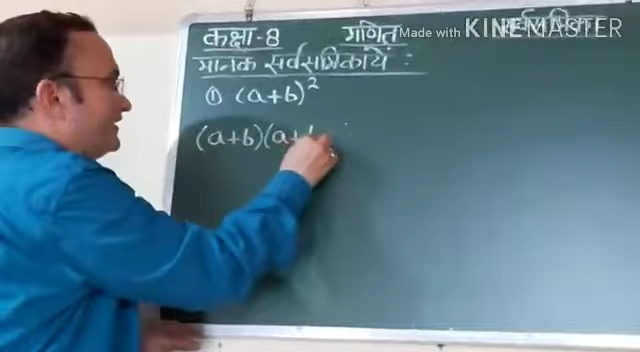 कक्षा-8 गणित
Made with KINEMASTER
मानक सर्वसमिकायें :
① (a+b)²
(a+b)(a+b